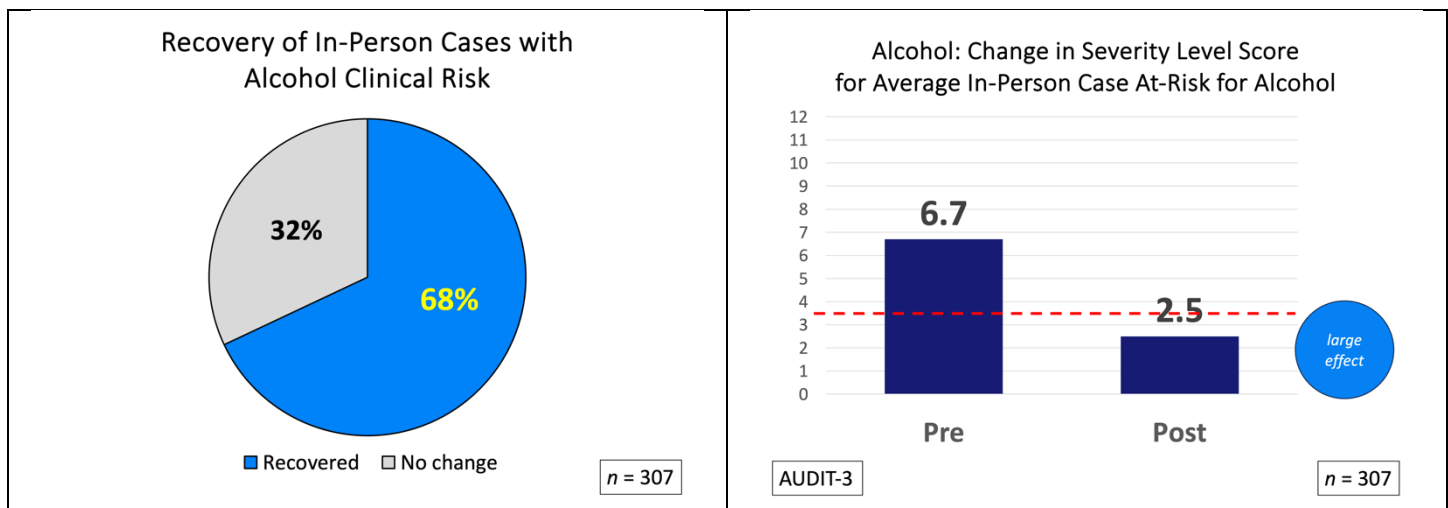 Recovery of In-Person Cases with
Alcohol Clinical Risk
32%
68%
Recovered No change
n = 307
Alcohol: Change in Severity Level Score
for Average In-Person Case At-Risk for Alcohol
12
11
10
9
8
7
6
5
4
3
2
1
0
6.7
2.5
large
effect
Pre Post
AUDIT-3
n = 307